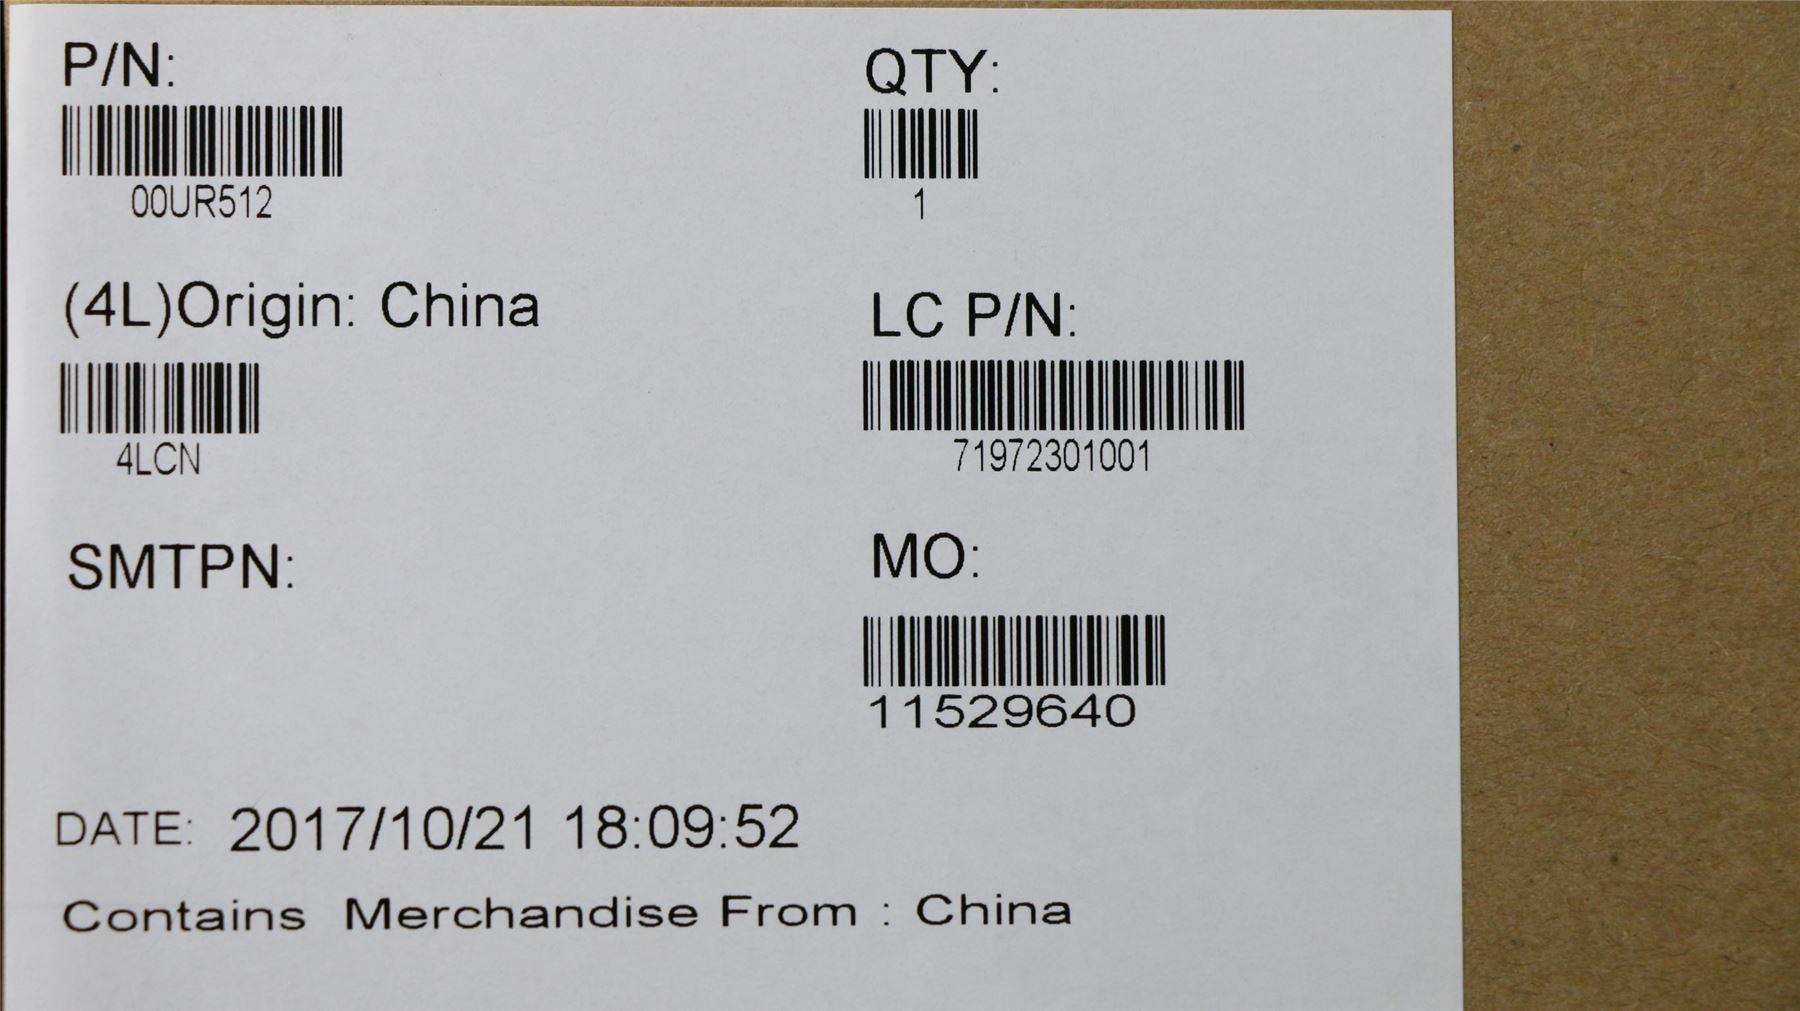 P/N:
QTY:
00UR512
1
(4L)Origin: China
LC P/N:
4LCN
71972301001
SMTPN:
MO:
11529640
DATE: 2017/10/21 18:09:52
Contains Merchandise From : China